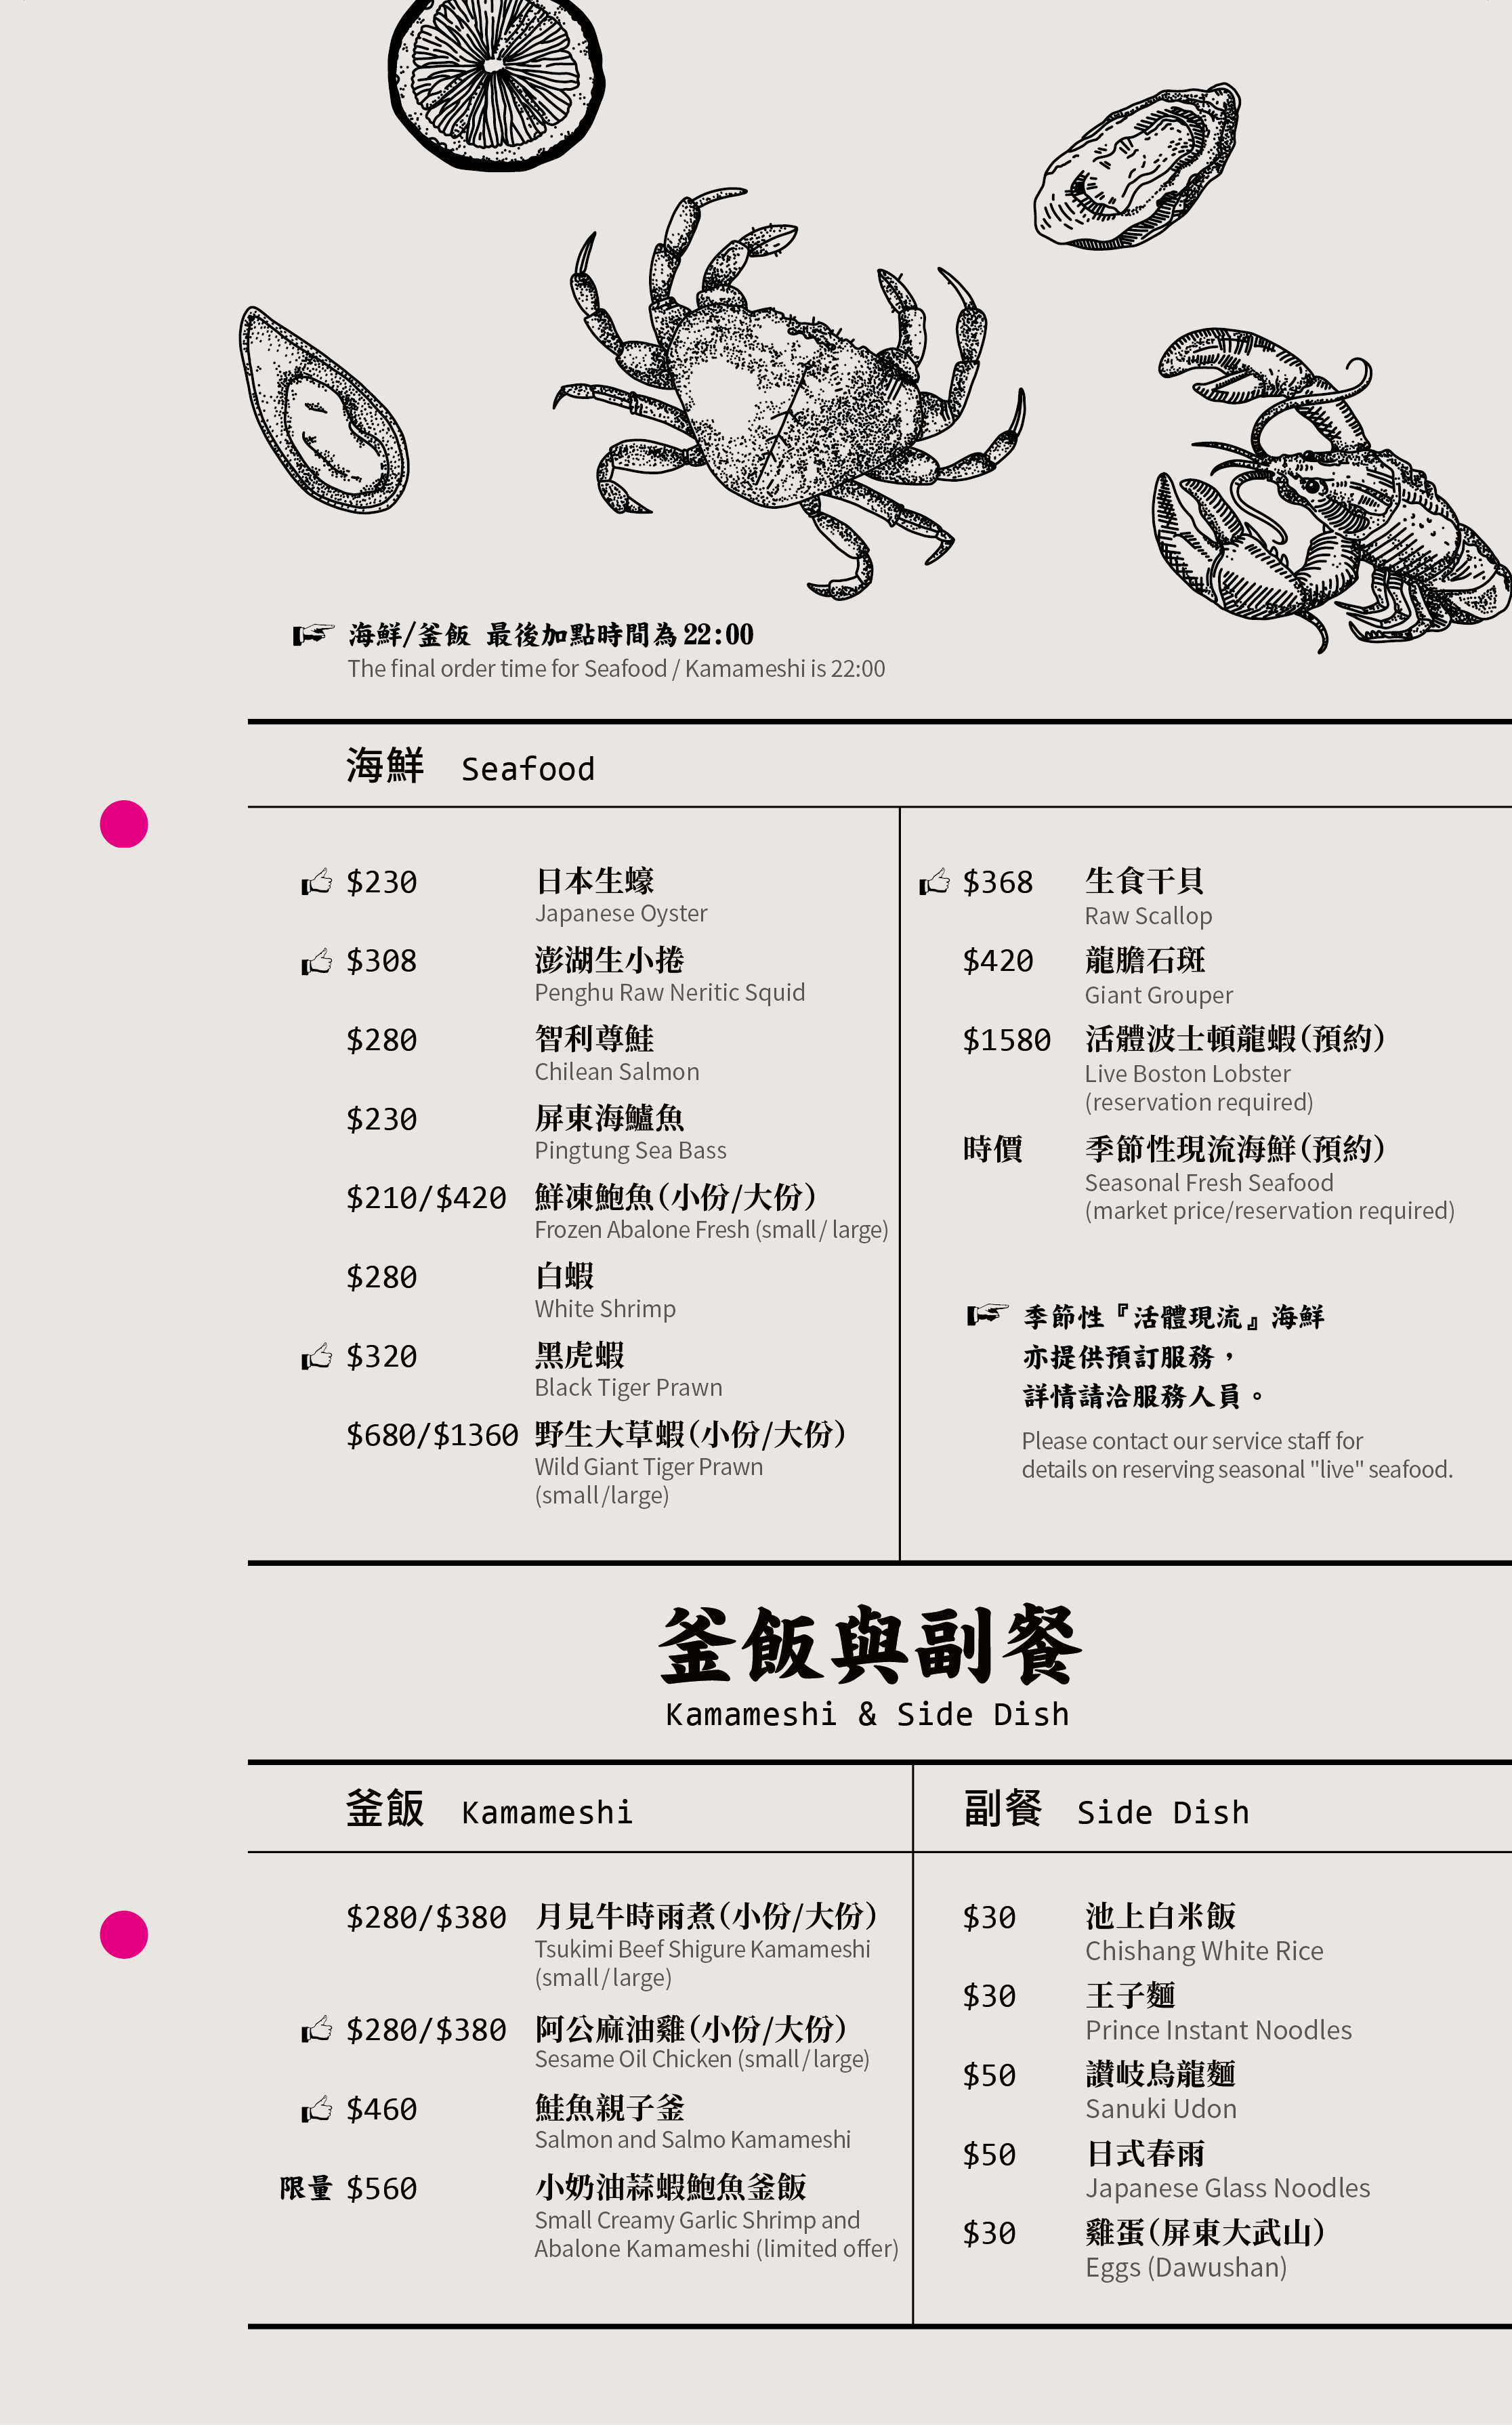 海鮮/釜飯 最後加點時間為 22:00
The final order time for Seafood / Kamameshi is 22:00
海鮮 Seafood
$230 日本生蠔
Japanese Oyster
$308 澎湖生小捲
Penghu Raw Neritic Squid
$280 智利尊鮭
Chilean Salmon
$230 屏東海鱸魚
Pingtung Sea Bass
$210/$420 鮮凍鮑魚(小份/大份)
Frozen Abalone Fresh (small / large)
$280 白蝦
White Shrimp
$320 黑虎蝦
Black Tiger Prawn
$680/$1360 野生大草蝦(小份/大份)
Wild Giant Tiger Prawn
(small/large)
$368 生食干貝
Raw Scallop
$420 龍膽石斑
Giant Grouper
$1580 活體波士頓龍蝦(預約)
Live Boston Lobster
(reservation required)
時價 季節性現流海鮮(預約)
Seasonal Fresh Seafood
(market price/reservation required)
季節性『活體現流』海鮮
亦提供預訂服務，
詳情請洽服務人員。
Please contact our service staff for
details on reserving seasonal "live" seafood.
釜飯與副餐
Kamameshi & Side Dish
釜飯 Kamameshi
$280/$380 月見牛時雨煮(小份/大份)
Tsukimi Beef Shigure Kamameshi
(small/large)
$280/$380 阿公麻油雞(小份/大份)
Sesame Oil Chicken (small/large)
$460 鮭魚親子釜
Salmon and Salmo Kamameshi
限量 $560 小奶油蒜蝦鮑魚釜飯
Small Creamy Garlic Shrimp and
Abalone Kamameshi (limited offer)
副餐 Side Dish
$30 池上白米飯
Chishang White Rice
$30 王子麵
Prince Instant Noodles
$50 讃岐烏龍麵
Sanuki Udon
$50 日式春雨
Japanese Glass Noodles
$30 雞蛋(屏東大武山)
Eggs (Dawushan)